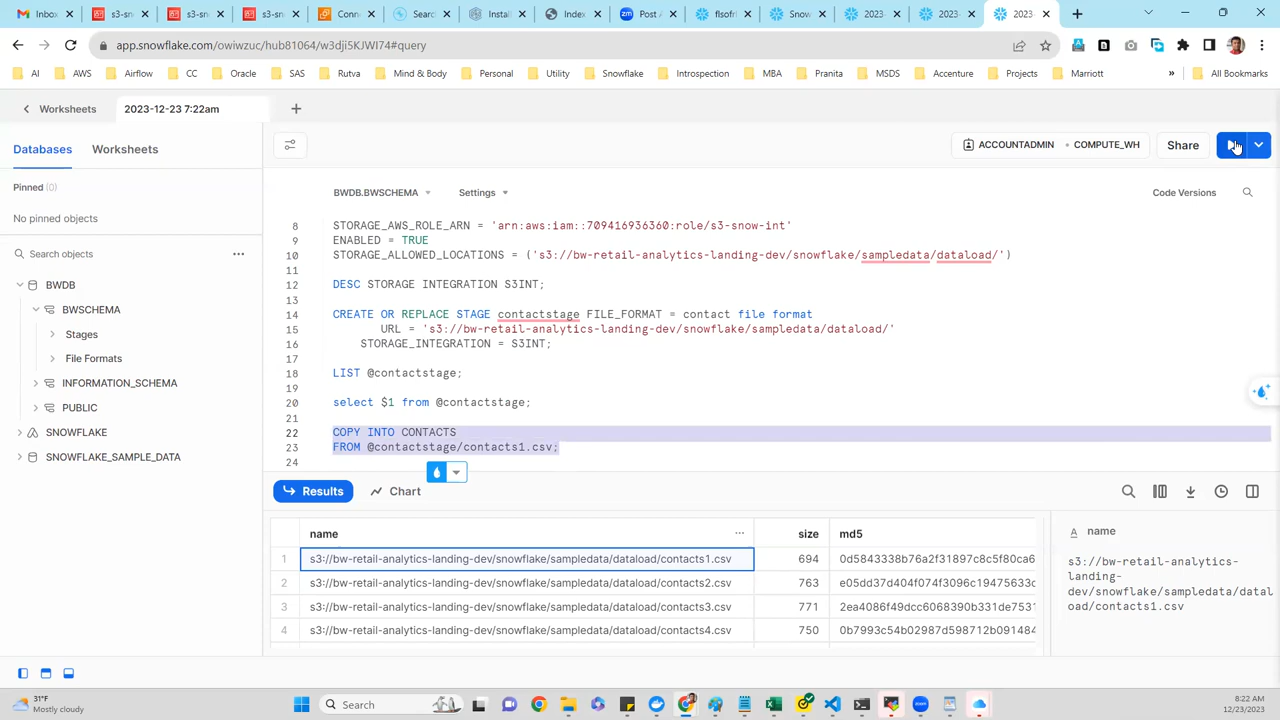 Inbox
s3-sn
s3-sn
s3-sn
Conne
Searc
Instal
Index
Post A
flsofr
Snow
2023-
2023-
2023-
app.snowflake.com/owiwzuc/hub81064/w3dji5KJWI74#query
AI
AWS
Airflow
CC
Oracle
SAS
Rutva
Mind & Body
Personal
Utility
Snowflake
Introspection
MBA
Pranita
MSDS
Accenture
Projects
Marriott
»
All Bookmarks
Worksheets
2023-12-23 7:22am
Databases
Worksheets
ACCOUNTADMIN
COMPUTE_WH
Share
Pinned (0)
No pinned objects
BWDB.BWSCHEMA
Settings
Code Versions
Search objects
BWDB
BWSCHEMA
Stages
File Formats
INFORMATION_SCHEMA
PUBLIC
SNOWFLAKE
SNOWFLAKE_SAMPLE_DATA
8 STORAGE_AWS_ROLE_ARN = 'arn:aws:iam::709416936360:role/s3-snow-int'
9 ENABLED = TRUE
10 STORAGE_ALLOWED_LOCATIONS = ('s3://bw-retail-analytics-landing-dev/snowflake/sampledata/dataload/')
11
12 DESC STORAGE INTEGRATION S3INT;
13
14 CREATE OR REPLACE STAGE contactstage FILE_FORMAT = contact file format
15 URL = 's3://bw-retail-analytics-landing-dev/snowflake/sampledata/dataload/'
16 STORAGE_INTEGRATION = S3INT;
17
18 LIST @contactstage;
19
20 select $1 from @contactstage;
21
22 COPY INTO CONTACTS
23 FROM @contactstage/contacts1.csv;
24
Results
Chart
name ... size md5
1 s3://bw-retail-analytics-landing-dev/snowflake/sampledata/dataload/contacts1.csv 694 0d5843338b76a2f31897c8c5f80ca6
2 s3://bw-retail-analytics-landing-dev/snowflake/sampledata/dataload/contacts2.csv 763 e05dd37d404f074f3096c19475633c
3 s3://bw-retail-analytics-landing-dev/snowflake/sampledata/dataload/contacts3.csv 771 2ea4086f49dcc6068390b331de7531
4 s3://bw-retail-analytics-landing-dev/snowflake/sampledata/dataload/contacts4.csv 750 0b7993c54b02987d598712b091484
A name
s3://bw-retail-analytics-
landing-
dev/snowflake/sampledata/datal
oad/contacts1.csv
31°F
Mostly cloudy
Search
8:22 AM
12/23/2023